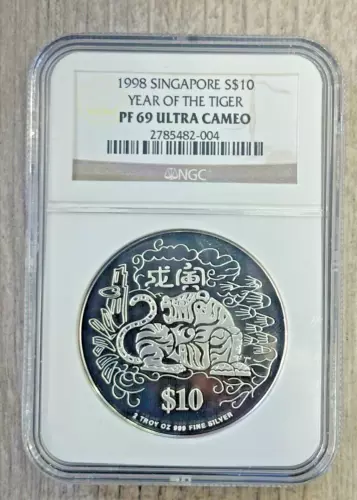 1998 SINGAPORE S$10
YEAR OF THE TIGER
PF 69 ULTRA CAMEO
2785482-004
NGC
戊寅
$10
2 TROY OZ 999 FINE SILVER